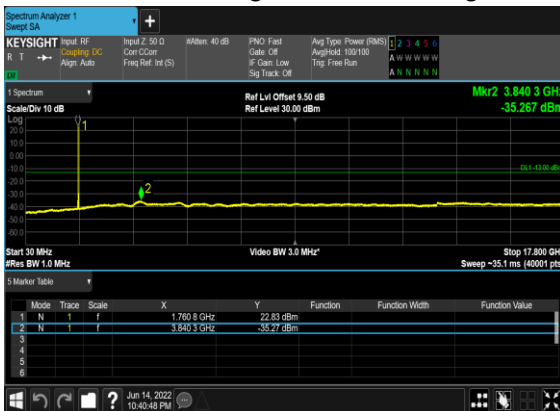 Spectrum Analyzer 1
Swept SA
KEYSIGHT
R T
LV
Input: RF
Coupling: DC
Align: Auto
Input Z: 50 Ω
Corr CCorr
Freq Ref: Int (S)
#Atten: 40 dB
PNO: Fast
Gate: Off
IF Gain: Low
Sig Track: Off
Avg Type: Power (RMS)
Avg|Hold: 100/100
Trig: Free Run
1 2 3 4 5 6
A W W W W W
A N N N N N
1 Spectrum
Scale/Div 10 dB
Ref Lvl Offset 9.50 dB
Ref Level 30.00 dBm
Mkr2 3.840 3 GHz
-35.267 dBm
Log
20.0
10.0
0.00
-10.0
-20.0
-30.0
-40.0
-50.0
-60.0
1
2
DL1 -13.00 dBm
Start 30 MHz
#Res BW 1.0 MHz
Video BW 3.0 MHz*
Stop 17.800 GH
Sweep ~35.1 ms (40001 pts
5 Marker Table
Mode Trace Scale X Y Function Function Width Function Value
1 N 1 f 1.760 8 GHz 22.83 dBm
2 N 1 f 3.840 3 GHz -35.27 dBm
3
4
5
6
? Jun 14, 2022
10:40:48 PM